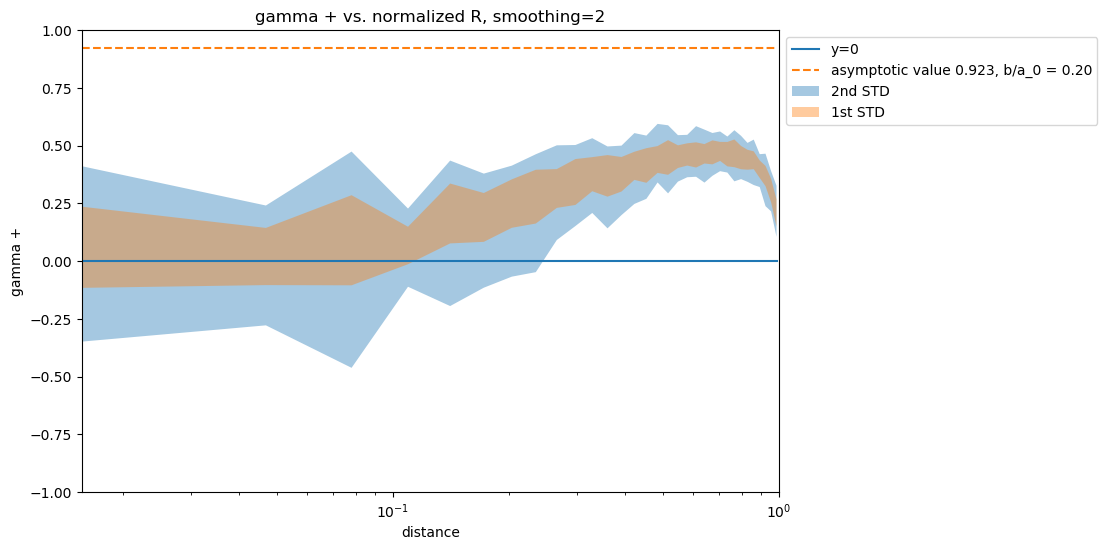 gamma + vs. normalized R, smoothing=2
1.00
0.75
0.50
0.25
0.00
−0.25
−0.50
−0.75
−1.00
gamma +
10⁻¹
10⁰
distance
y=0
asymptotic value 0.923, b/a_0 = 0.20
2nd STD
1st STD